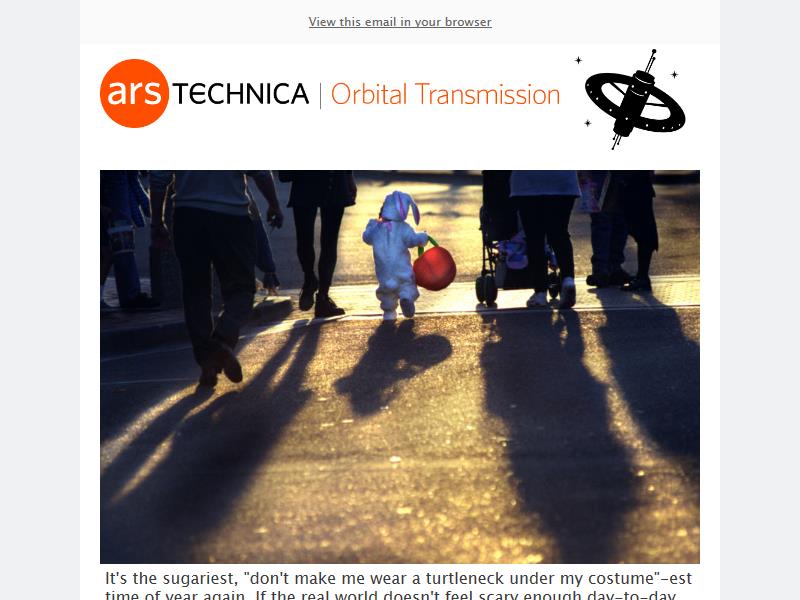 View this email in your browser
ars TECHNICA | Orbital Transmission
It's the sugariest, "don't make me wear a turtleneck under my costume"-est
time of year again. If the real world doesn't feel scary enough day-to-day,